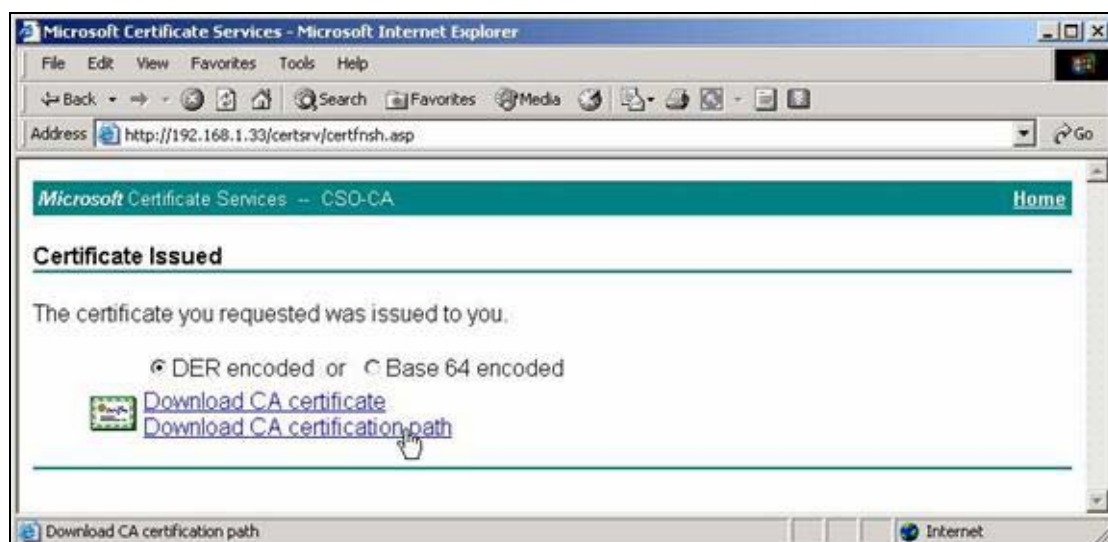 Microsoft Certificate Services - Microsoft Internet Explorer
File Edit View Favorites Tools Help
Back Search Favorites Media
Address http://192.168.1.33/certsrv/certfnsh.asp Go
Microsoft Certificate Services -- CSO-CA Home
Certificate Issued
The certificate you requested was issued to you.
DER encoded or Base 64 encoded
Download CA certificate
Download CA certification path
Download CA certification path Internet